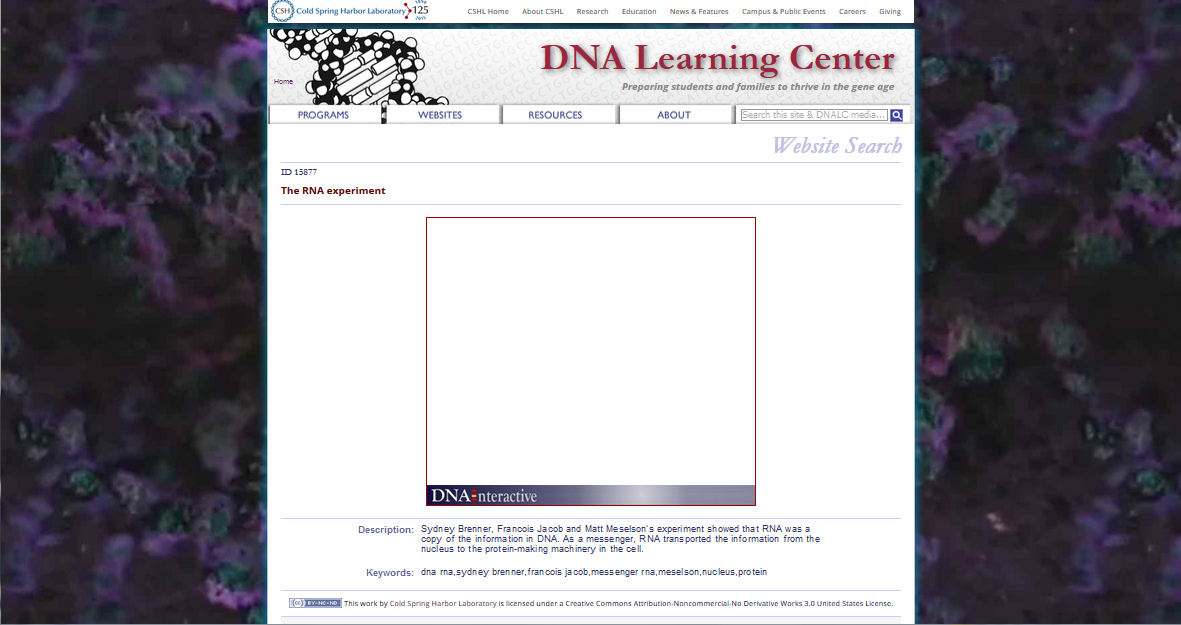 CSH Cold Spring Harbor Laboratory 125
CSHL Home About CSHL Research Education News & Features Campus & Public Events Careers Giving
DNA Learning Center
Preparing students and families to thrive in the gene age
Home
PROGRAMS WEBSITES RESOURCES ABOUT Search this site & DNALC media...
Website Search
ID 15877
The RNA experiment
DNA interactive
Description: Sydney Brenner, Francois Jacob and Matt Meselson's experiment showed that RNA was a
copy of the information in DNA. As a messenger, RNA transported the information from the
nucleus to the protein-making machinery in the cell.
Keywords: dna rna,sydney brenner,francois jacob,messenger rna,meselson,nucleus,protein
cc BY-NC-ND This work by Cold Spring Harbor Laboratory is licensed under a Creative Commons Attribution-Noncommercial-No Derivative Works 3.0 United States License.